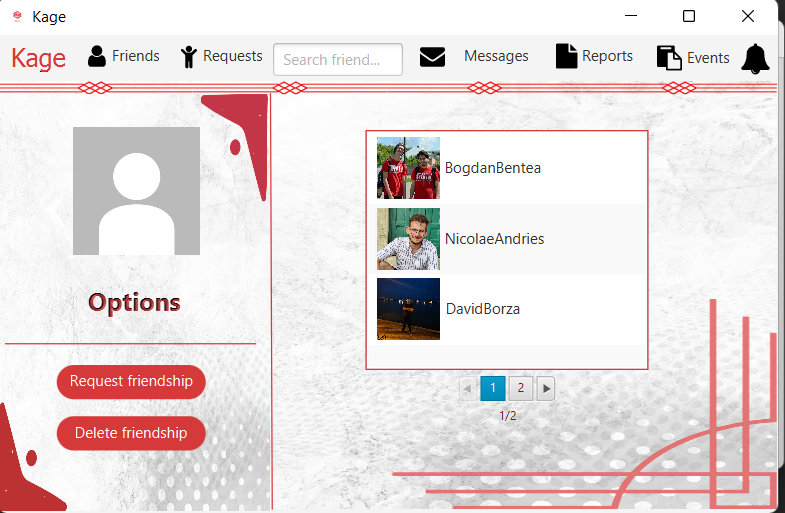 Kage
Kage
Friends
Requests
Search friend...
Messages
Reports
Events
BogdanBentea
NicolaeAndries
DavidBorza
Options
Request friendship
Delete friendship
1
2
1/2